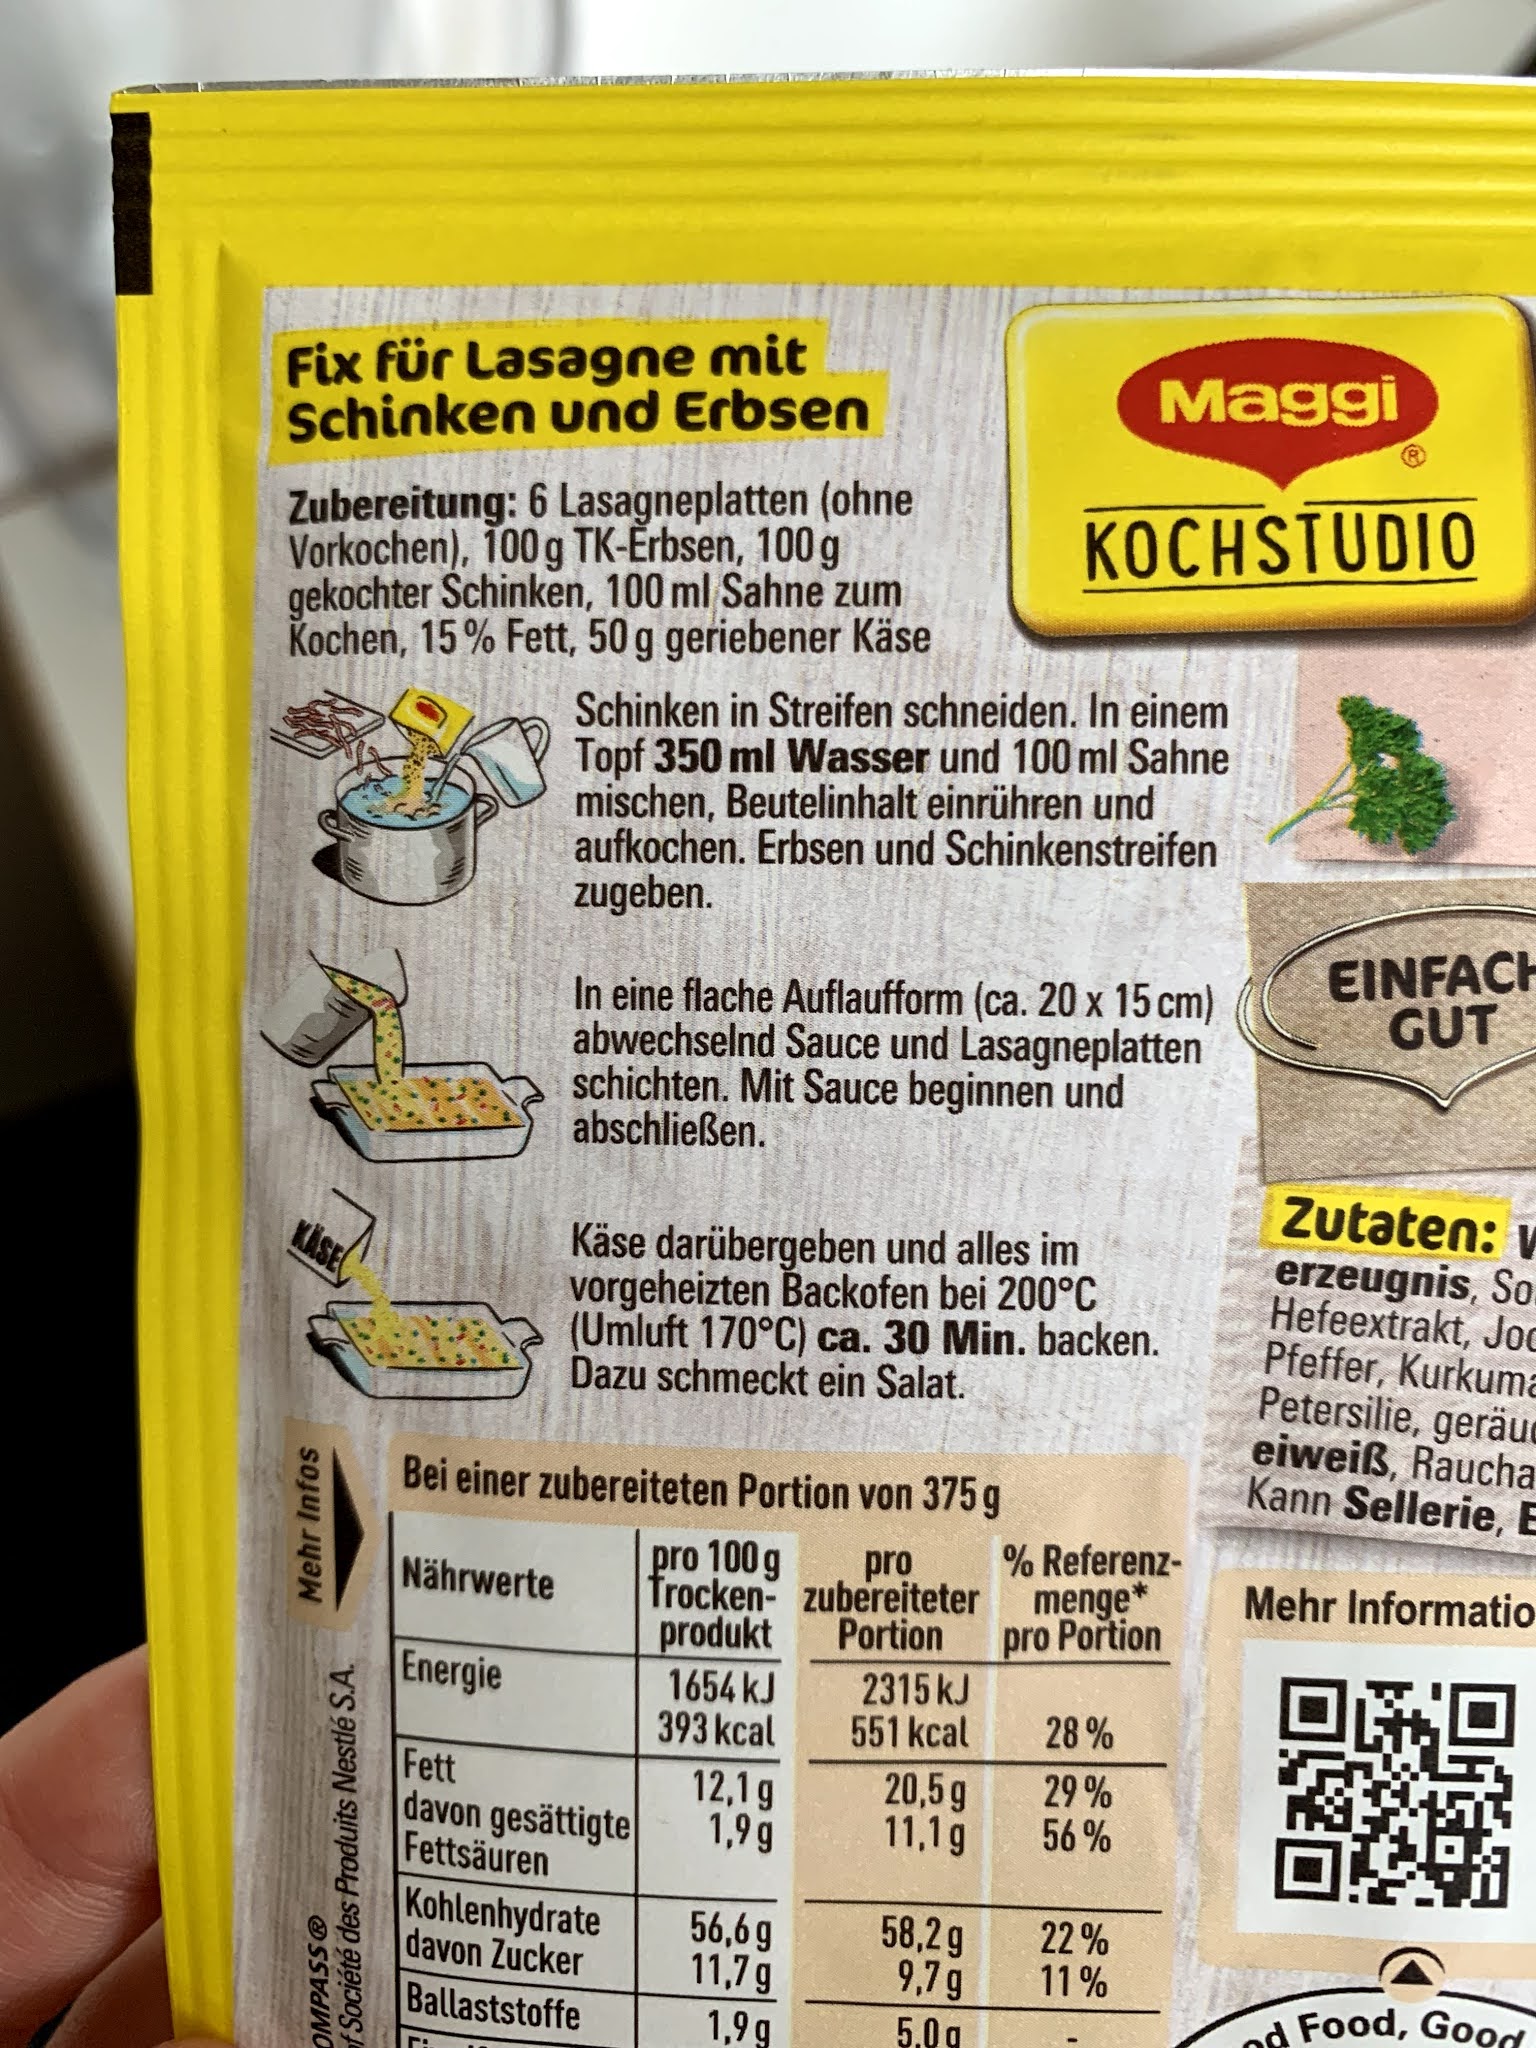 Fix für Lasagne mit
Schinken und Erbsen
Maggi
®
KOCHSTUDIO
Zubereitung: 6 Lasagneplatten (ohne
Vorkochen), 100 g TK-Erbsen, 100 g
gekochter Schinken, 100 ml Sahne zum
Kochen, 15 % Fett, 50 g geriebener Käse
Schinken in Streifen schneiden. In einem
Topf 350 ml Wasser und 100 ml Sahne
mischen, Beutelinhalt einrühren und
aufkochen. Erbsen und Schinkenstreifen
zugeben.
In eine flache Auflaufform (ca. 20 x 15 cm)
abwechselnd Sauce und Lasagneplatten
schichten. Mit Sauce beginnen und
abschließen.
KÄSE
Käse darübergeben und alles im
vorgeheizten Backofen bei 200°C
(Umluft 170°C) ca. 30 Min. backen.
Dazu schmeckt ein Salat.
EINFACH
GUT
Zutaten:
erzeugnis,
Hefeextrakt,
Pfeffer,
Petersilie,
eiweiß,
Kann Sellerie,
Mehr Infos
Bei einer zubereiteten Portion von 375 g
Nährwerte
pro 100 g
Trocken-
produkt
pro
zubereiteter
Portion
% Referenz-
menge*
pro Portion
Energie 1654 kJ 2315 kJ
393 kcal 551 kcal 28 %
Fett 12,1 g 20,5 g 29 %
davon gesättigte 1,9 g 11,1 g 56 %
Fettsäuren
Kohlenhydrate 56,6 g 58,2 g 22 %
davon Zucker 11,7 g 9,7 g 11 %
Ballaststoffe 1,9 g 5,0 g -
OMPASS®
Société des Produits Nestlé S.A.
Mehr Informatio
Food, Good